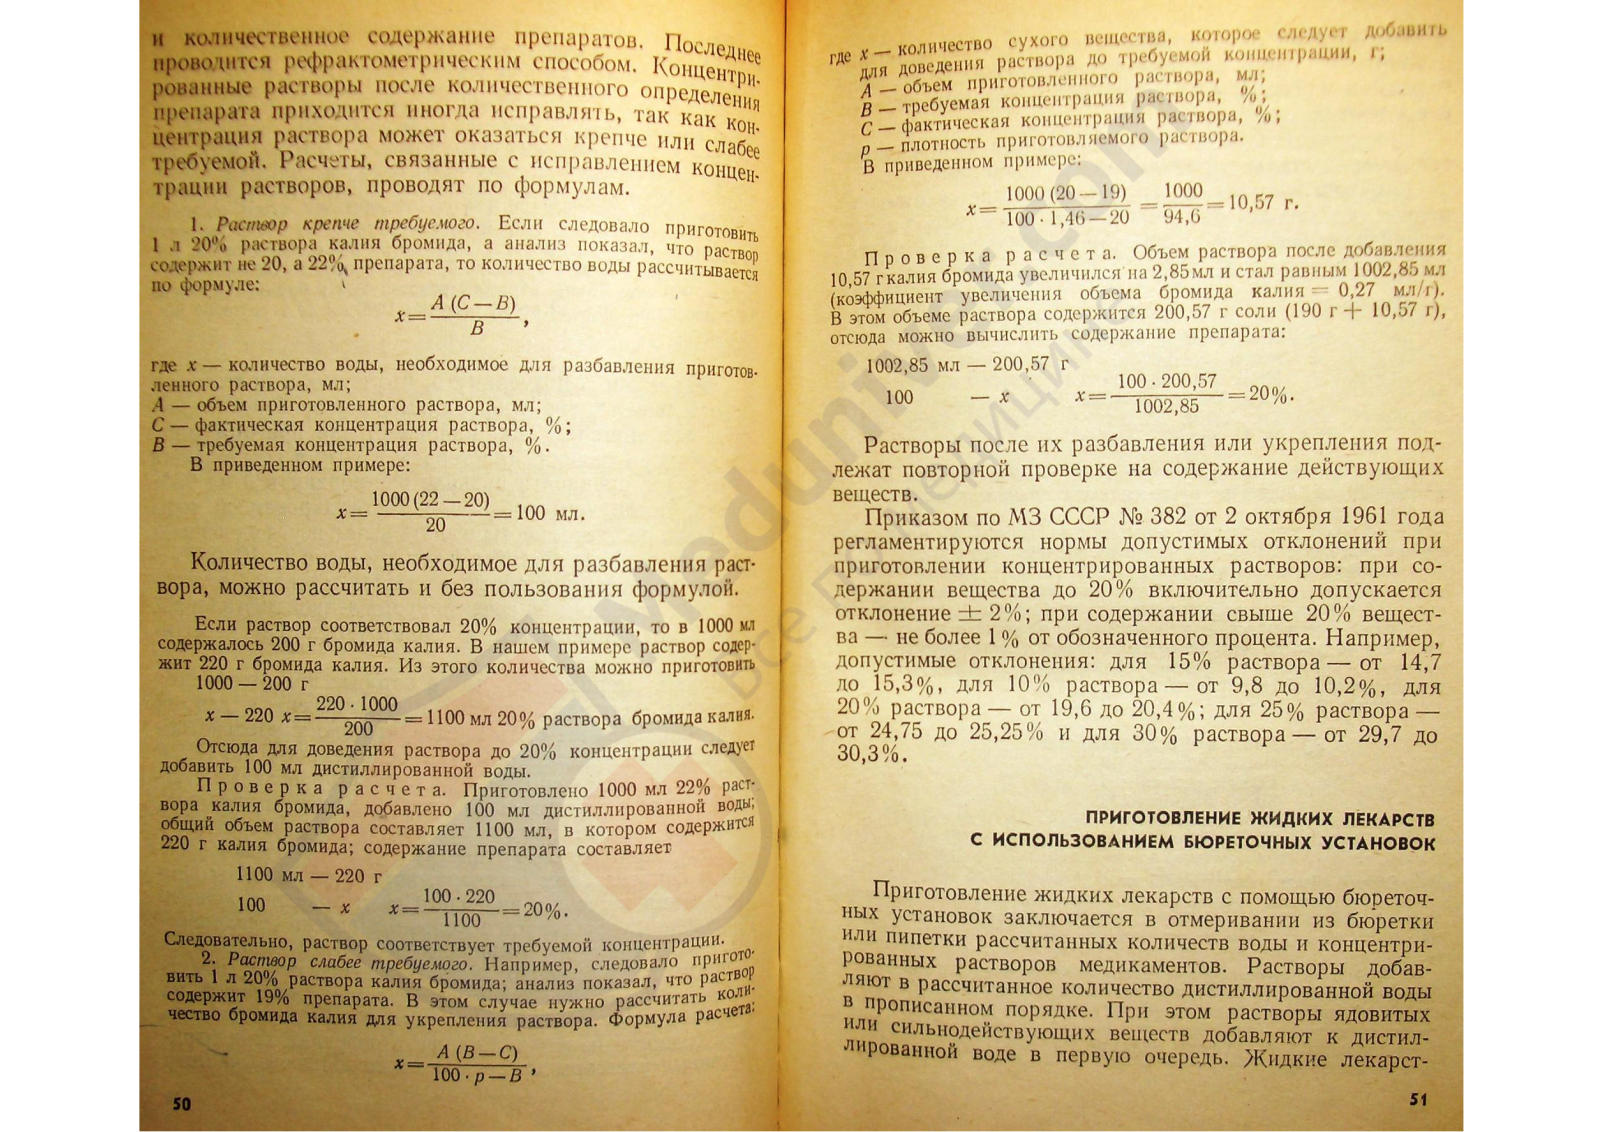 и количественное содержание препаратов. Последнее
проводится рефрактометрическим способом. Концентри-
рованные растворы после количественного определения
препарата приходится иногда исправлять, так как кон-
центрация раствора может оказаться крепче или слабее
требуемой. Расчеты, связанные с исправлением концен-
трации растворов, проводят по формулам.
1. Раствор крепче требуемого. Если следовало приготовить
1 л 20% раствора калия бромида, а анализ показал, что раствор
содержит не 20, а 22%, препарата, то количество воды рассчитывается
по формуле:
x = A (C — B) / B ,
где x — количество воды, необходимое для разбавления приготов-
ленного раствора, мл;
A — объем приготовленного раствора, мл;
C — фактическая концентрация раствора, %;
B — требуемая концентрация раствора, %.
В приведенном примере:
x = 1000 (22 — 20) / 20 = 100 мл.
Количество воды, необходимое для разбавления раст-
вора, можно рассчитать и без пользования формулой.
Если раствор соответствовал 20% концентрации, то в 1000 мл
содержалось 200 г бромида калия. В нашем примере раствор содер-
жит 220 г бромида калия. Из этого количества можно приготовить
1000 — 200 г
x — 220 x = 220 · 1000 / 200 = 1100 мл 20% раствора бромида калия.
Отсюда для доведения раствора до 20% концентрации следует
добавить 100 мл дистиллированной воды.
Проверка расчета. Приготовлено 1000 мл 22% раст-
вора калия бромида, добавлено 100 мл дистиллированной воды;
общий объем раствора составляет 1100 мл, в котором содержится
220 г калия бромида; содержание препарата составляет
1100 мл — 220 г
100 — x x = 100 · 220 / 1100 = 20%.
Следовательно, раствор соответствует требуемой концентрации.
2. Раствор слабее требуемого. Например, следовало пригото-
вить 1 л 20% раствора калия бромида; анализ показал, что раствор
содержит 19% препарата. В этом случае нужно рассчитать коли-
чество бромида калия для укрепления раствора. Формула расчета:
x = A (B — C) / 100 · p — B ,
50
где x — количество сухого вещества, которое следует добавить
для доведения раствора до требуемой концентрации, г;
A — объем приготовленного раствора, мл;
B — требуемая концентрация раствора, %;
C — фактическая концентрация раствора, %;
p — плотность приготовляемого раствора.
В приведенном примере:
x = 1000 (20 — 19) / 100 · 1,46 — 20 = 1000 / 94,6 = 10,57 г.
Проверка расчета. Объем раствора после добавления
10,57 г калия бромида увеличился на 2,85 мл и стал равным 1002,85 мл
(коэффициент увеличения объема бромида калия = 0,27 мл/г).
В этом объеме раствора содержится 200,57 г соли (190 г + 10,57 г),
отсюда можно вычислить содержание препарата:
1002,85 мл — 200,57 г
100 — x x = 100 · 200,57 / 1002,85 = 20%.
Растворы после их разбавления или укрепления под-
лежат повторной проверке на содержание действующих
веществ.
Приказом по МЗ СССР № 382 от 2 октября 1961 года
регламентируются нормы допустимых отклонений при
приготовлении концентрированных растворов: при со-
держании вещества до 20% включительно допускается
отклонение ± 2%; при содержании свыше 20% вещест-
ва — не более 1% от обозначенного процента. Например,
допустимые отклонения: для 15% раствора — от 14,7
до 15,3%, для 10% раствора — от 9,8 до 10,2%, для
20% раствора — от 19,6 до 20,4%; для 25% раствора —
от 24,75 до 25,25% и для 30% раствора — от 29,7 до
30,3%.
ПРИГОТОВЛЕНИЕ ЖИДКИХ ЛЕКАРСТВ
С ИСПОЛЬЗОВАНИЕМ БЮРЕТОЧНЫХ УСТАНОВОК
Приготовление жидких лекарств с помощью бюреточ-
ных установок заключается в отмеривании из бюретки
или пипетки рассчитанных количеств воды и концентри-
рованных растворов медикаментов. Растворы добав-
ляют в рассчитанное количество дистиллированной воды
в прописанном порядке. При этом растворы ядовитых
или сильнодействующих веществ добавляют к дистил-
лированной воде в первую очередь. Жидкие лекарст-
51